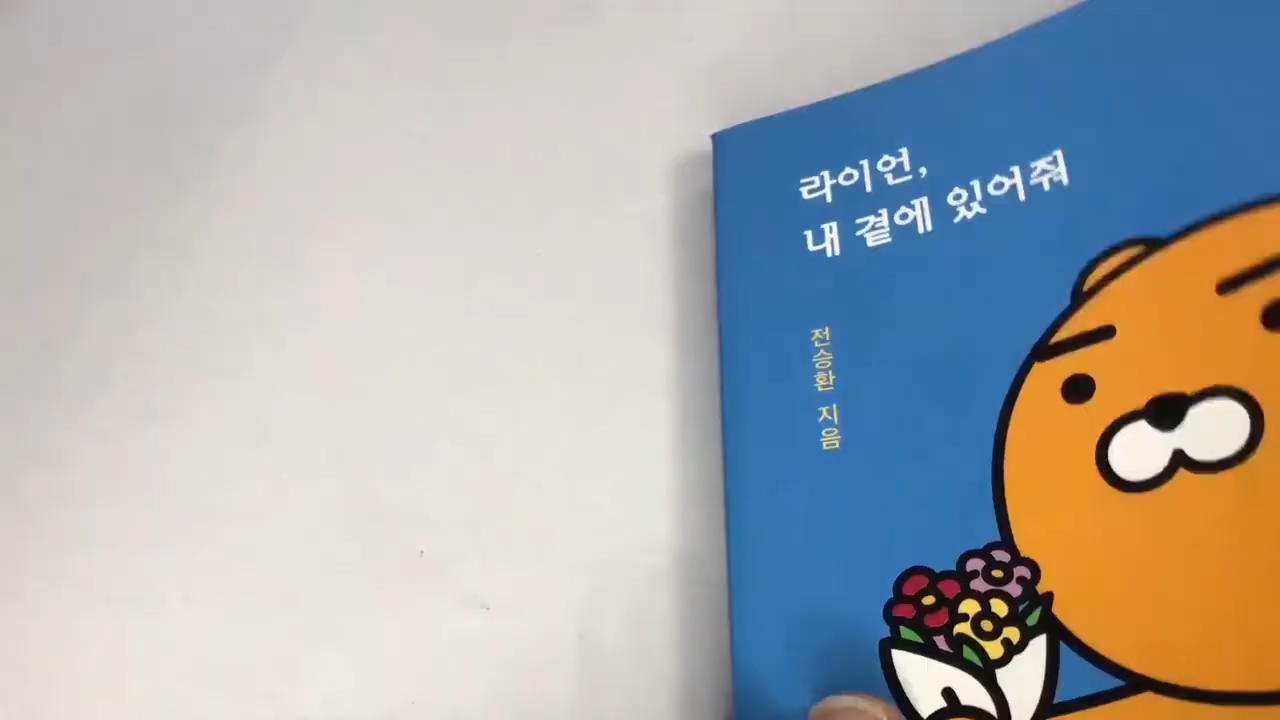 라이언,
내 곁에 있어줘
전승환 지음